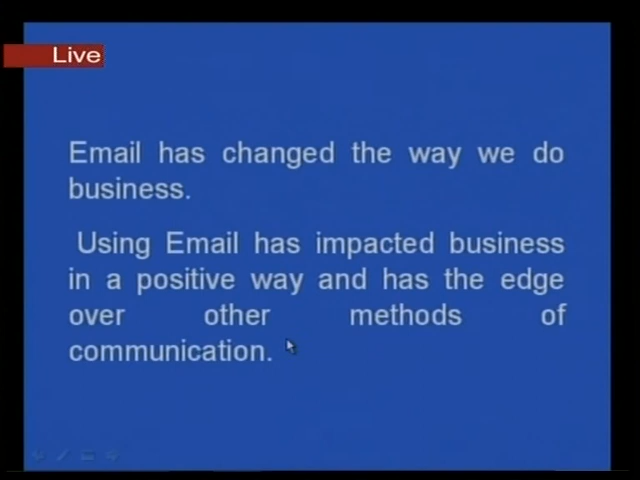 Live
Email has changed the way we do
business.
Using Email has impacted business
in a positive way and has the edge
over other methods of
communication.